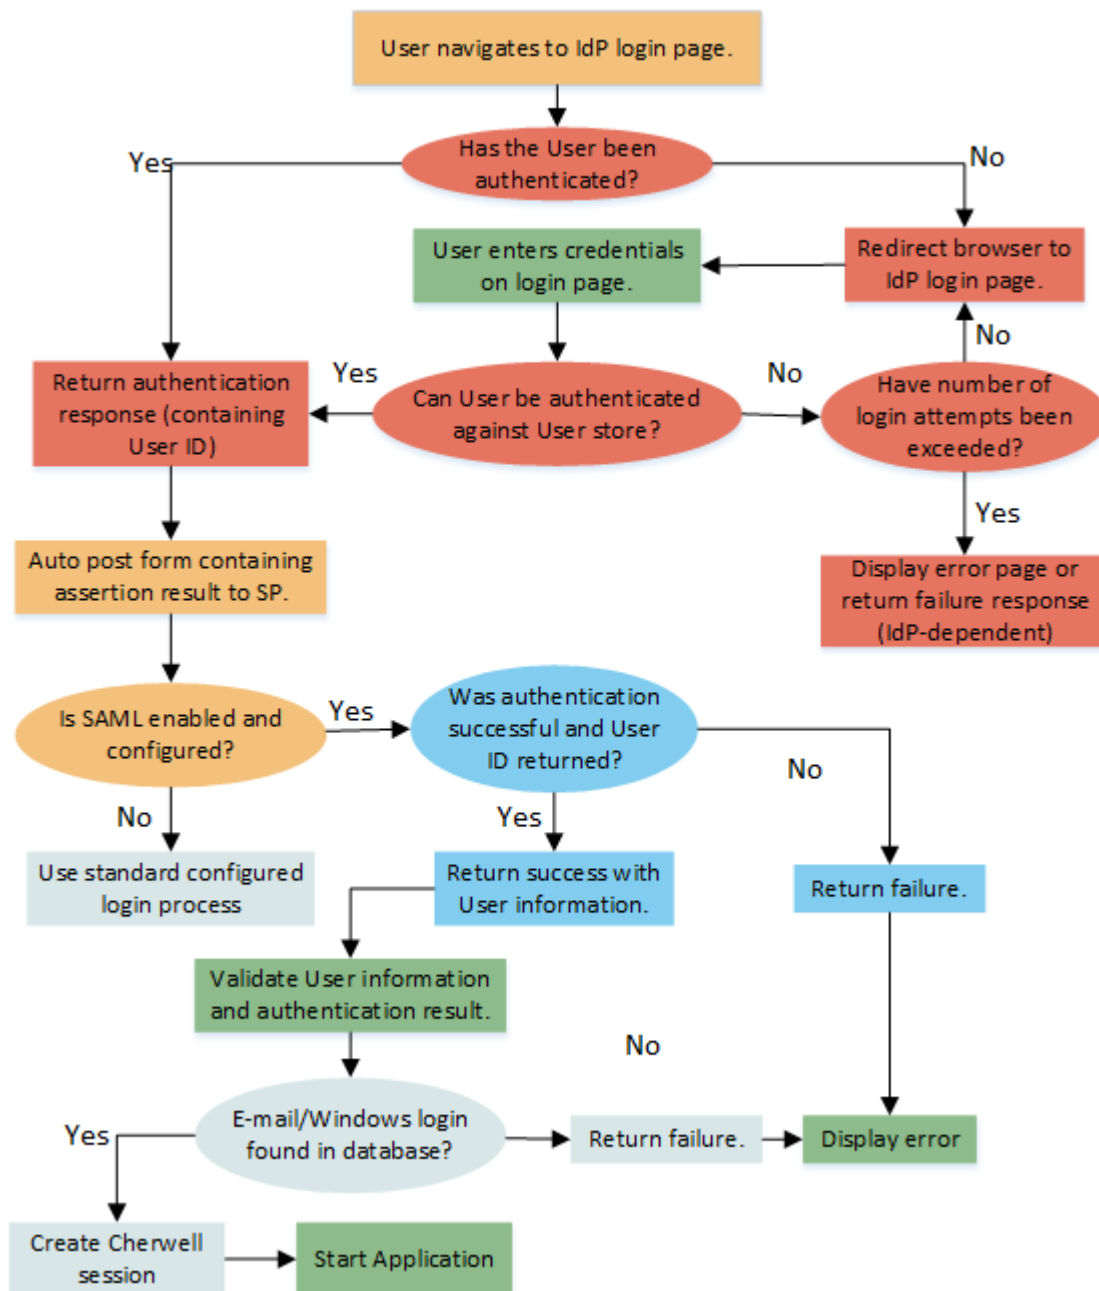 User navigates to IdP login page.
Has the User been
authenticated?
Yes
No
User enters credentials
on login page.
Redirect browser to
IdP login page.
No
Return authentication
response (containing
User ID)
Yes
Can User be authenticated
against User store?
No
Have number of
login attempts been
exceeded?
Yes
Auto post form containing
assertion result to SP.
Display error page or
return failure response
(IdP-dependent)
Is SAML enabled and
configured?
Yes
Was authentication
successful and User
ID returned?
No
No
Yes
Use standard configured
login process
Return success with
User information.
Return failure.
Validate User information
and authentication result.
No
E-mail/Windows login
found in database?
Yes
Return failure.
Display error
Create Cherwell
session
Start Application